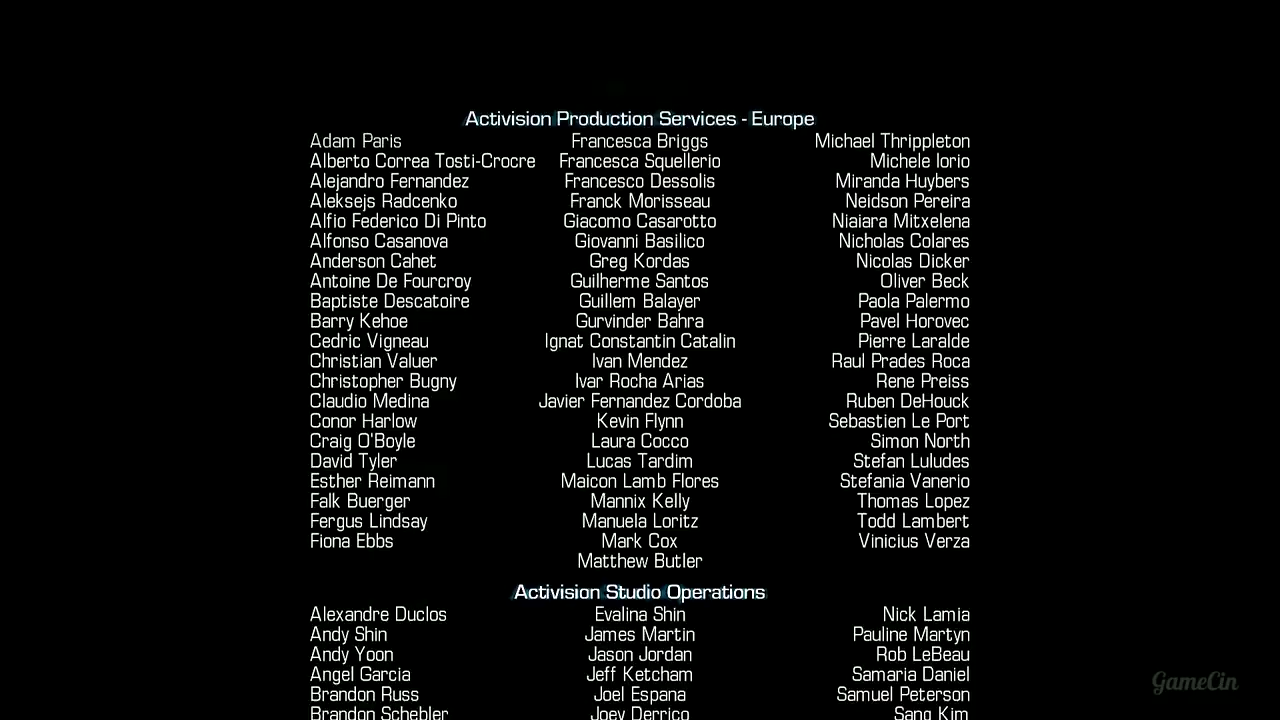 Activision Production Services - Europe
Adam Paris Francesca Briggs Michael Thrippleton
Alberto Correa Tosti-Crocre Francesca Squellerio Michele Iorio
Alejandro Fernandez Francesco Dessolis Miranda Huybers
Aleksejs Radcenko Franck Morisseau Neidson Pereira
Alfio Federico Di Pinto Giacomo Casarotto Niaiara Mitxelena
Alfonso Casanova Giovanni Basilico Nicholas Colares
Anderson Cahet Greg Kordas Nicolas Dicker
Antoine De Fourcroy Guilherme Santos Oliver Beck
Baptiste Descatoire Guillem Balayer Paola Palermo
Barry Kehoe Gurvinder Bahra Pavel Horovec
Cedric Vigneau Ignat Constantin Catalin Pierre Laralde
Christian Valuer Ivan Mendez Raul Prades Roca
Christopher Bugny Ivar Rocha Arias Rene Preiss
Claudio Medina Javier Fernandez Cordoba Ruben DeHouck
Conor Harlow Kevin Flynn Sebastien Le Port
Craig O'Boyle Laura Cocco Simon North
David Tyler Lucas Tardim Stefan Luludes
Esther Reimann Maicon Lamb Flores Stefania Vanerio
Falk Buerger Mannix Kelly Thomas Lopez
Fergus Lindsay Manuela Loritz Todd Lambert
Fiona Ebbs Mark Cox Vinicius Verza
Matthew Butler
Activision Studio Operations
Alexandre Duclos Evalina Shin Nick Lamia
Andy Shin James Martin Pauline Martyn
Andy Yoon Jason Jordan Rob LeBeau
Angel Garcia Jeff Ketcham Samaria Daniel
Brandon Russ Joel Espana Samuel Peterson
Brandon Schebler Joey Derrico Sang Kim
GameCin